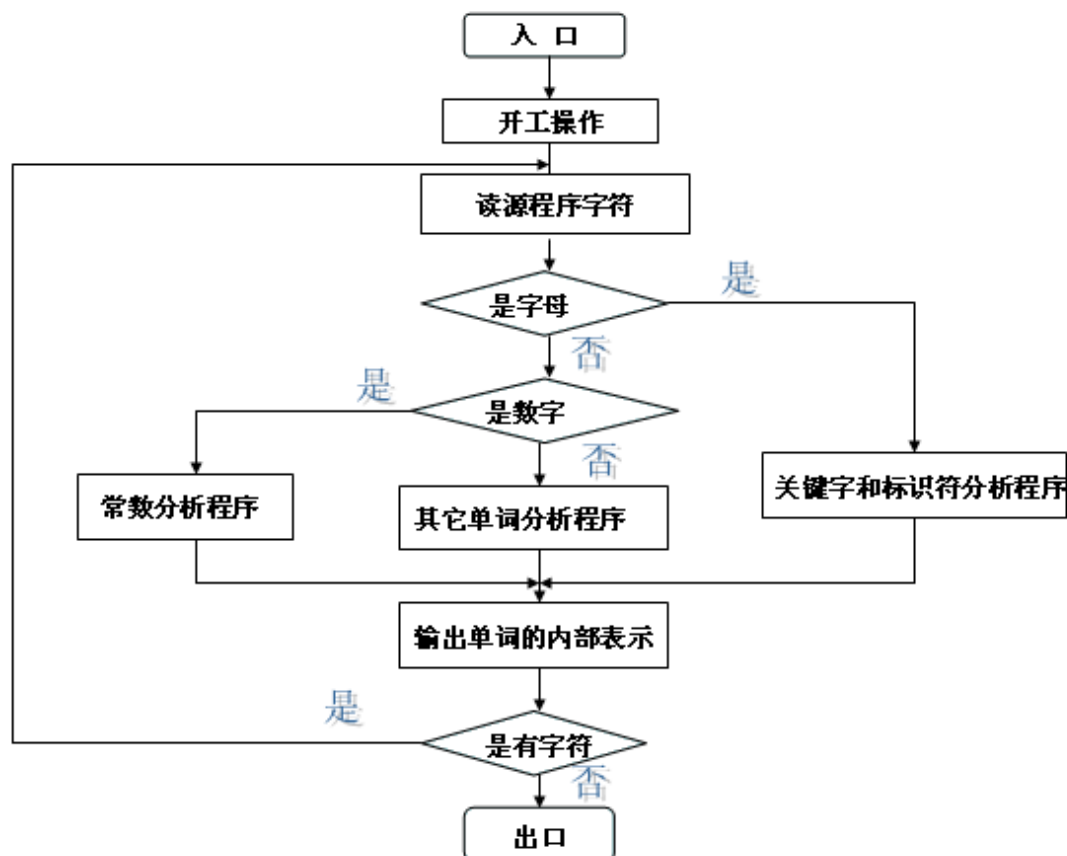 入 口
开工操作
读源程序字符
是字母
是
否
是数字
是
否
常数分析程序
其它单词分析程序
关键字和标识符分析程序
输出单词的内部表示
是
是有字符
否
出口